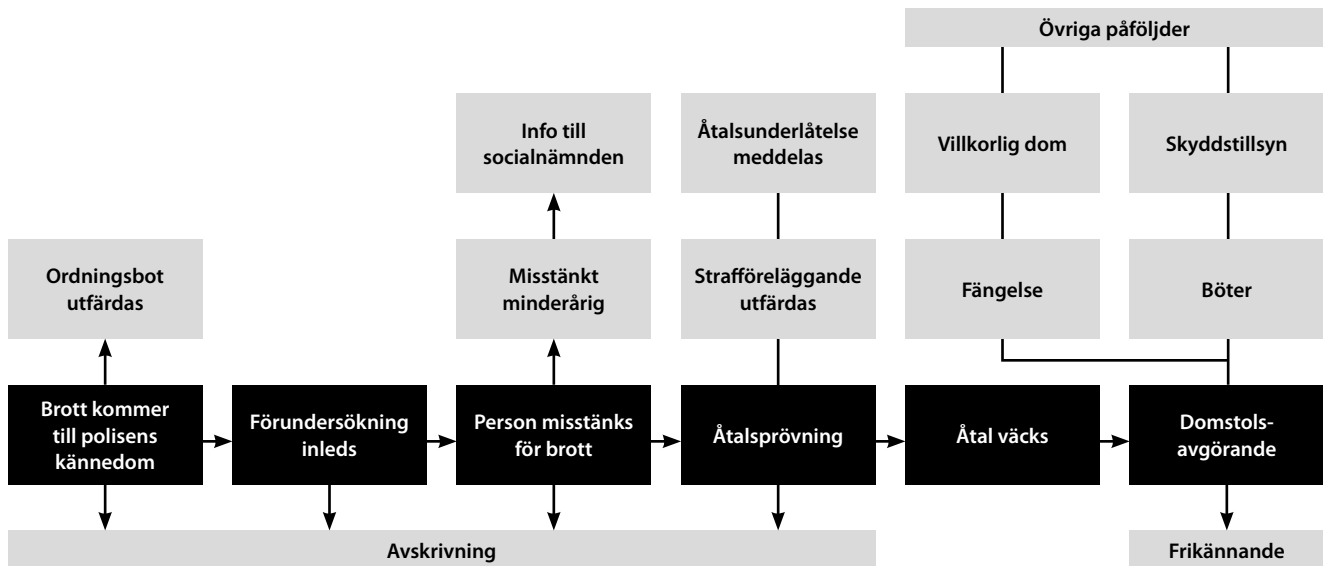 Övriga påföljder
Info till
socialnämnden
Åtalsunderlåtelse
meddelas
Villkorlig dom
Skyddstillsyn
Ordningsbot
utfärdas
Misstänkt
minderårig
Strafföreläggande
utfärdas
Fängelse
Böter
Brott kommer
till polisens
kännedom
Förundersökning
inleds
Person misstänks
för brott
Åtalsprövning
Åtal väcks
Domstols-
avgörande
Avskrivning
Frikännande